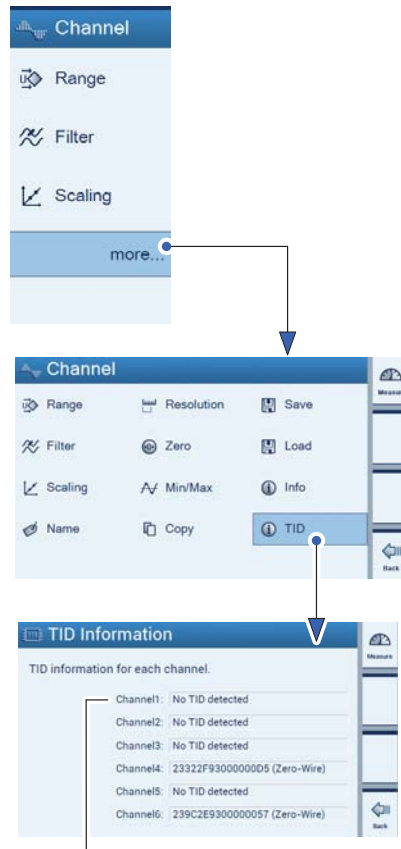 Channel
Range
Filter
Scaling
more...
Channel
Range Resolution Save
Filter Zero Load
Scaling Min/Max Info
Name Copy TID
Measure
Back
TID Information
TID information for each channel.
Channel1: No TID detected
Channel2: No TID detected
Channel3: No TID detected
Channel4: 23322F93000000D5 (Zero-Wire)
Channel5: No TID detected
Channel6: 239C2E9300000057 (Zero-Wire)
Measure
Back